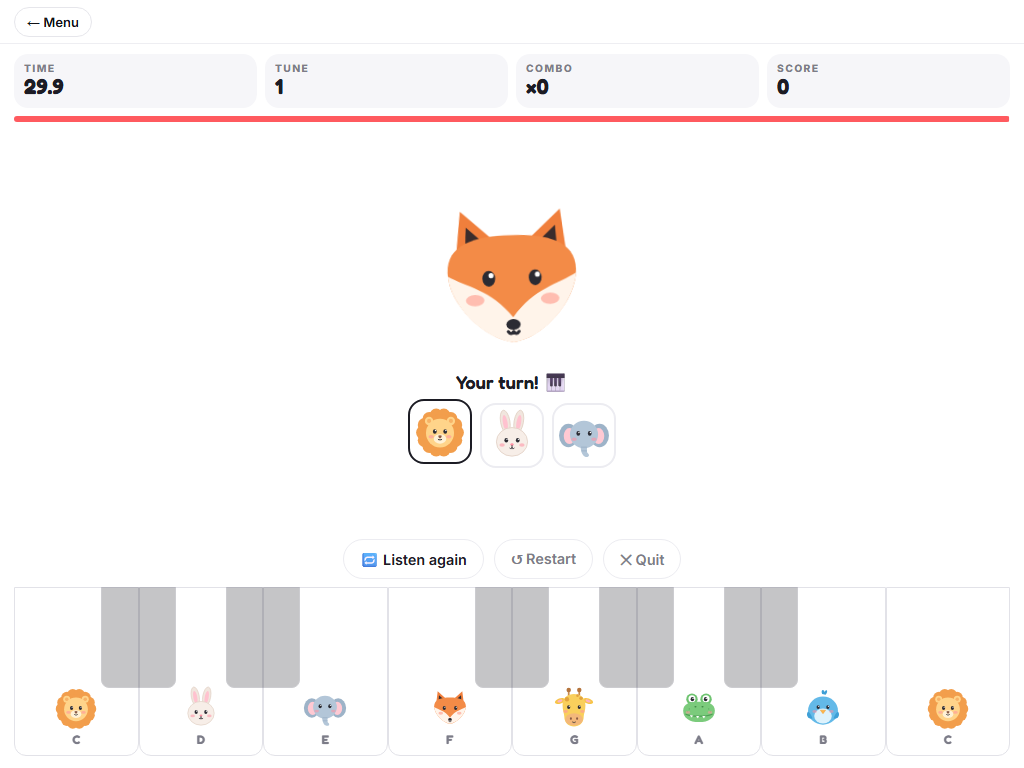 ← Menu
TIME
29.9
TUNE
1
COMBO
×0
SCORE
0
Your turn!
Listen again
↺ Restart
✕ Quit
C D E F G A B C